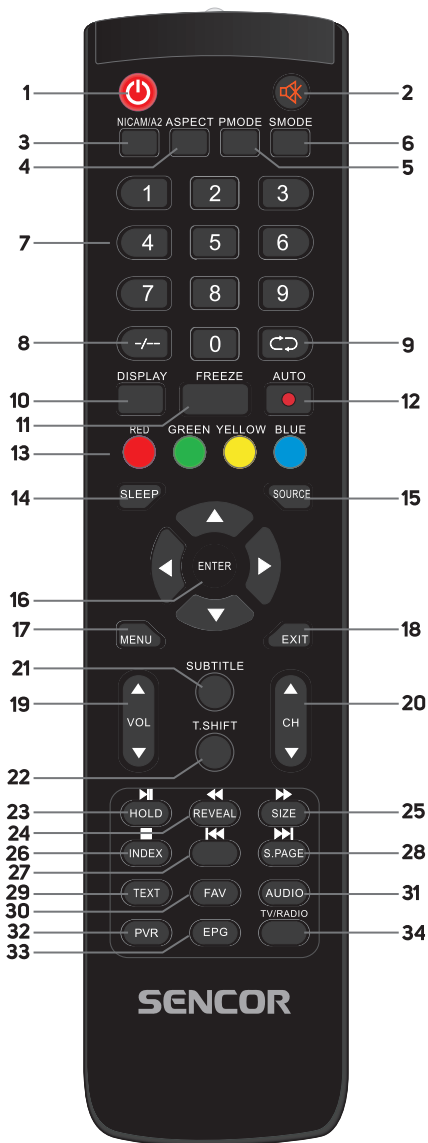 1 2
NICAM/A2 ASPECT PMODE SMODE
3 6
4 5
1 2 3
7 4 5 6
7 8 9
8 -/-- 0 9
DISPLAY FREEZE AUTO
10 12
11
RED GREEN YELLOW BLUE
13
14 SLEEP SOURCE 15
ENTER
16
17 MENU EXIT 18
21 SUBTITLE
19 VOL CH 20
T.SHIFT
22
23 HOLD REVEAL SIZE 25
24
26 INDEX S.PAGE 28
27
29 TEXT FAV AUDIO 31
30 TV/RADIO
32 PVR EPG 34
33
SENCOR